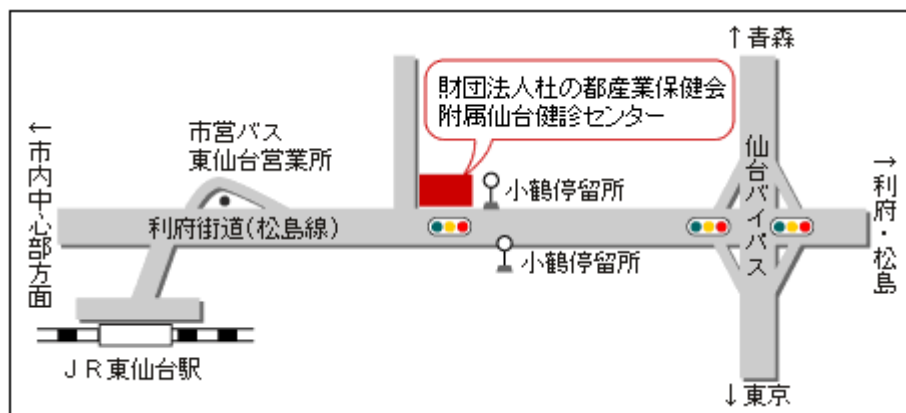 ↑青森
財団法人杜の都産業保健会
附属仙台健診センター
市営バス
東仙台営業所
←市内中心部方面
小鶴停留所
仙台バイパス
→利府・松島
利府街道(松島線)
小鶴停留所
JR東仙台駅
↓東京